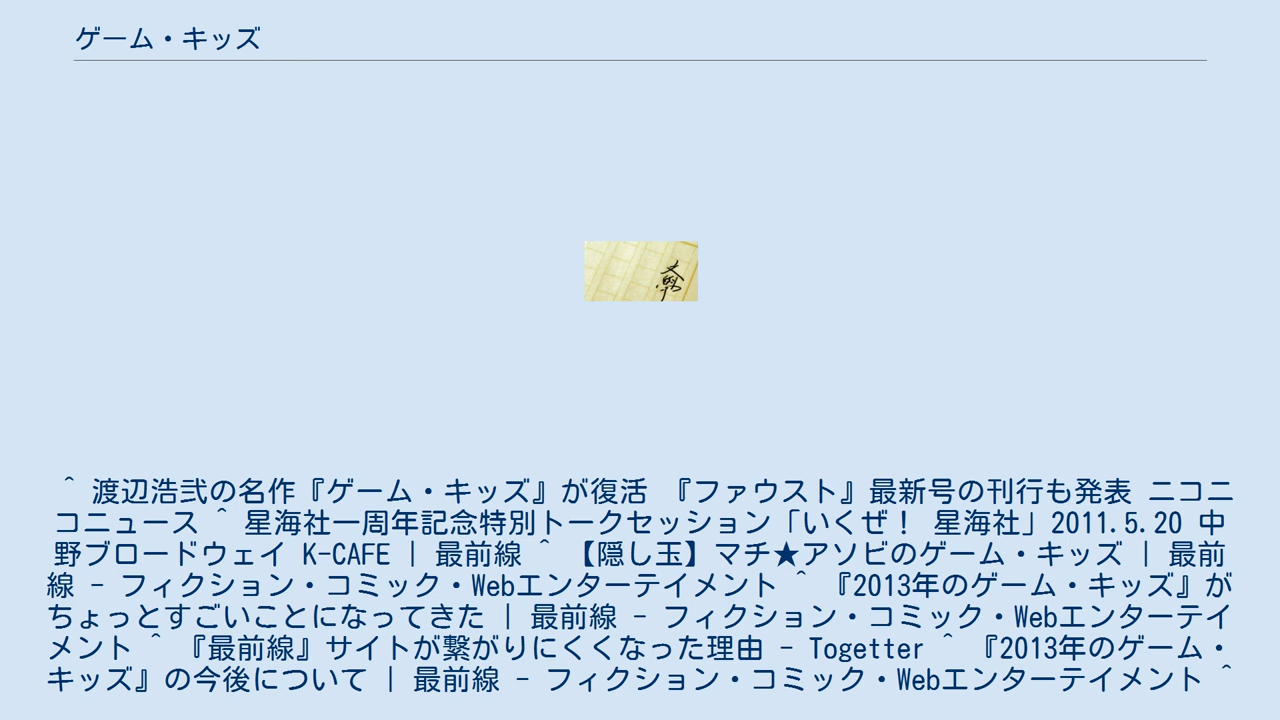 ゲーム・キッズ
^ 渡辺浩弐の名作『ゲーム・キッズ』が復活 『ファウスト』最新号の刊行も発表 ニコニ
コニュース ^ 星海社一周年記念特別トークセッション「いくぜ! 星海社」2011.5.20 中
野ブロードウェイ K-CAFE | 最前線 ^ 【隠し玉】マチ★アソビのゲーム・キッズ | 最前
線 - フィクション・コミック・Webエンターテイメント ^ 『2013年のゲーム・キッズ』が
ちょっとすごいことになってきた | 最前線 - フィクション・コミック・Webエンターテイ
メント ^ 『最前線』サイトが繋がりにくくなった理由 - Togetter ^ 『2013年のゲーム・
キッズ』の今後について | 最前線 - フィクション・コミック・Webエンターテイメント ^